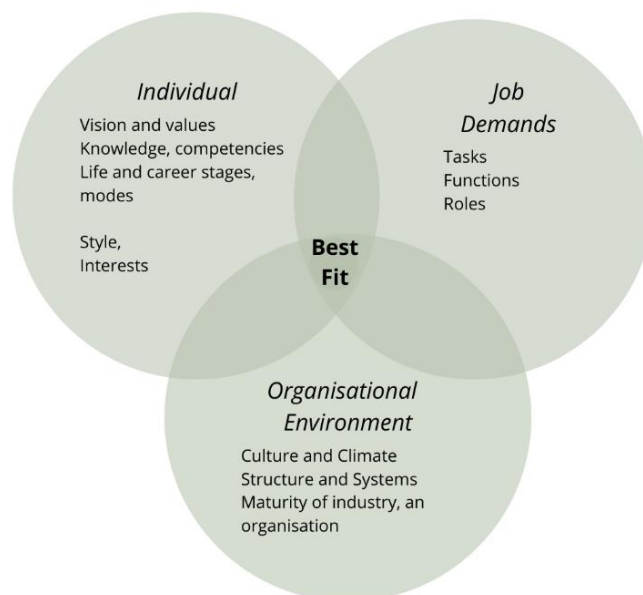 Individual
Vision and values
Knowledge, competencies
Life and career stages,
modes
Style,
Interests
Job
Demands
Tasks
Functions
Roles
Best
Fit
Organisational
Environment
Culture and Climate
Structure and Systems
Maturity of industry, an
organisation